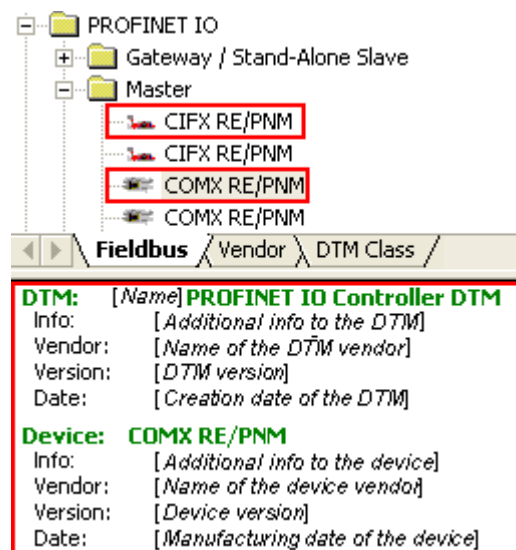 PROFINET IO
Gateway / Stand-Alone Slave
Master
CIFX RE/PNM
CIFX RE/PNM
COMX RE/PNM
COMX RE/PNM
Fieldbus Vendor DTM Class
DTM: [Name] PROFINET IO Controller DTM
Info: [Additional info to the DTM]
Vendor: [Name of the DTM vendor]
Version: [DTM version]
Date: [Creation date of the DTM]
Device: COMX RE/PNM
Info: [Additional info to the device]
Vendor: [Name of the device vendor]
Version: [Device version]
Date: [Manufacturing date of the device]